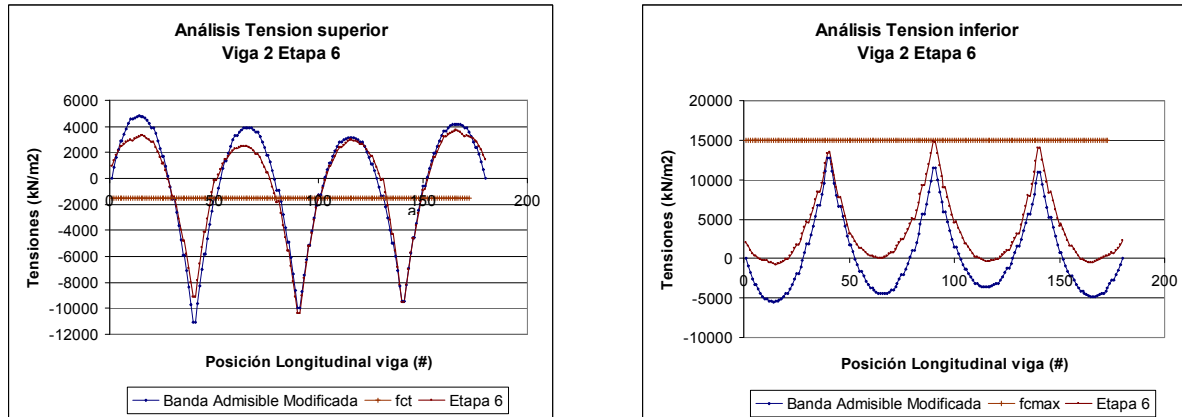 Análisis Tension superior
Viga 2 Etapa 6
6000
4000
2000
0
-2000
-4000
-6000
-8000
-10000
-12000
0
50
100
150
200
Tensiones (kN/m2)
Posición Longitudinal viga (#)
Banda Admisible Modificada
fct
Etapa 6
Análisis Tension inferior
Viga 2 Etapa 6
20000
15000
10000
5000
0
-5000
-10000
0
50
100
150
200
Tensiones (kN/m2)
Posición Longitudinal viga (#)
Banda Admisible Modificada
fcmax
Etapa 6